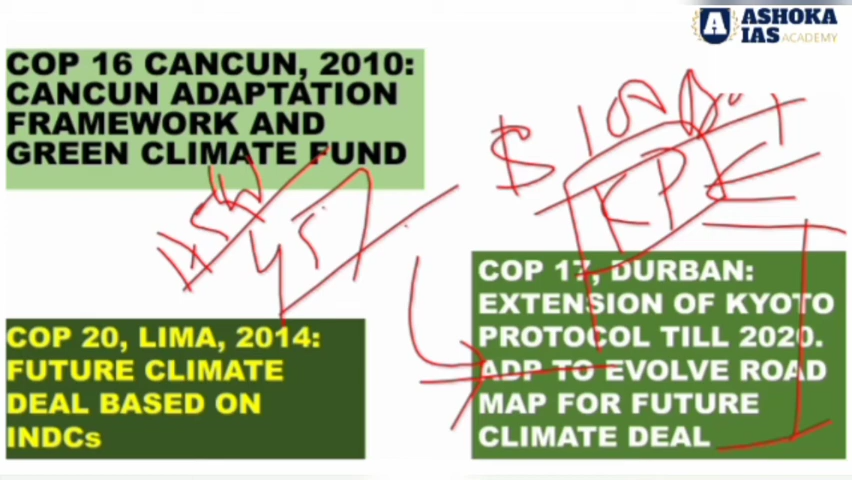 ASHOKA
IAS ACADEMY
COP 16 CANCUN, 2010:
CANCUN ADAPTATION
FRAMEWORK AND
GREEN CLIMATE FUND
COP 20, LIMA, 2014:
FUTURE CLIMATE
DEAL BASED ON
INDCs
$ 100
KP
COP 17, DURBAN:
EXTENSION OF KYOTO
PROTOCOL TILL 2020.
ADP TO EVOLVE ROAD
MAP FOR FUTURE
CLIMATE DEAL